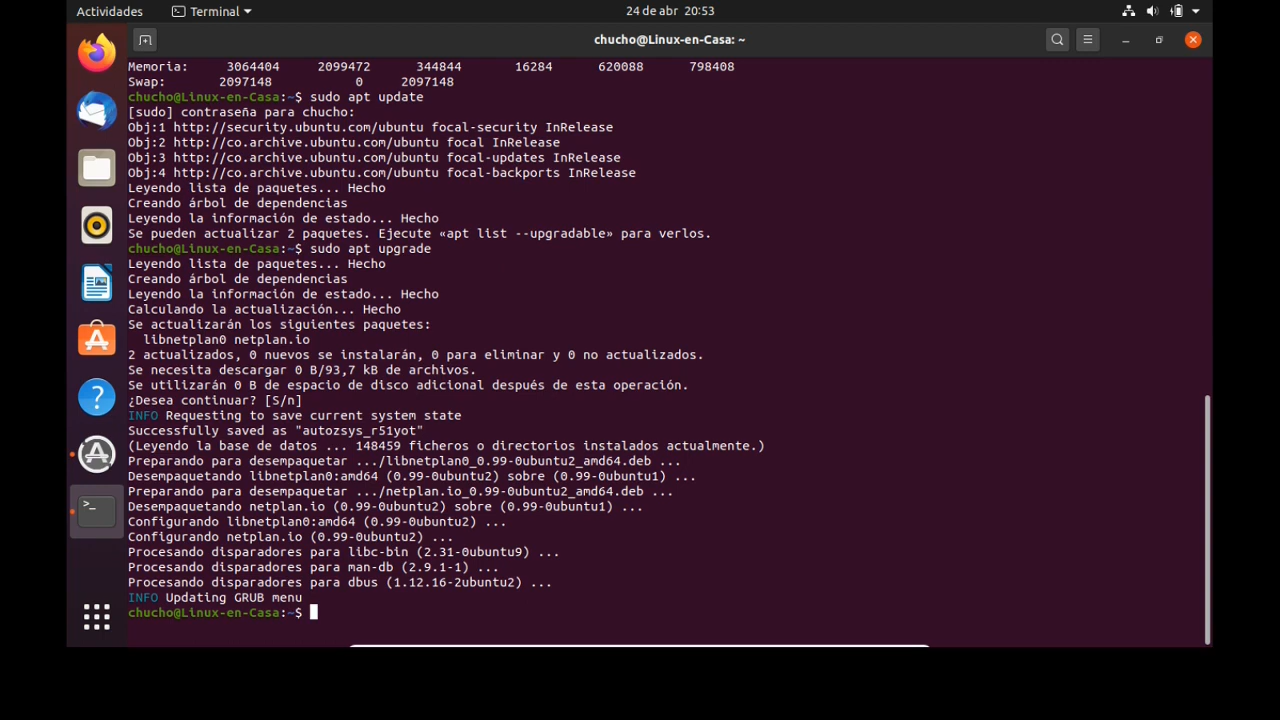 Actividades
Terminal
24 de abr 20:53
chucho@Linux-en-Casa: ~
Memoria: 3064404 2099472 344844 16284 620088 798408
Swap: 2097148 0 2097148
chucho@Linux-en-Casa:~$ sudo apt update
[sudo] contraseña para chucho:
Obj:1 http://security.ubuntu.com/ubuntu focal-security InRelease
Obj:2 http://co.archive.ubuntu.com/ubuntu focal InRelease
Obj:3 http://co.archive.ubuntu.com/ubuntu focal-updates InRelease
Obj:4 http://co.archive.ubuntu.com/ubuntu focal-backports InRelease
Leyendo lista de paquetes... Hecho
Creando árbol de dependencias
Leyendo la información de estado... Hecho
Se pueden actualizar 2 paquetes. Ejecute «apt list --upgradable» para verlos.
chucho@Linux-en-Casa:~$ sudo apt upgrade
Leyendo lista de paquetes... Hecho
Creando árbol de dependencias
Leyendo la información de estado... Hecho
Calculando la actualización... Hecho
Se actualizarán los siguientes paquetes:
  libnetplan0 netplan.io
2 actualizados, 0 nuevos se instalarán, 0 para eliminar y 0 no actualizados.
Se necesita descargar 0 B/93,7 kB de archivos.
Se utilizarán 0 B de espacio de disco adicional después de esta operación.
¿Desea continuar? [S/n]
INFO Requesting to save current system state
Successfully saved as "autozsys_r51yot"
(Leyendo la base de datos ... 148459 ficheros o directorios instalados actualmente.)
Preparando para desempaquetar .../libnetplan0_0.99-0ubuntu2_amd64.deb ...
Desempaquetando libnetplan0:amd64 (0.99-0ubuntu2) sobre (0.99-0ubuntu1) ...
Preparando para desempaquetar .../netplan.io_0.99-0ubuntu2_amd64.deb ...
Desempaquetando netplan.io (0.99-0ubuntu2) sobre (0.99-0ubuntu1) ...
Configurando libnetplan0:amd64 (0.99-0ubuntu2) ...
Configurando netplan.io (0.99-0ubuntu2) ...
Procesando disparadores para libc-bin (2.31-0ubuntu9) ...
Procesando disparadores para man-db (2.9.1-1) ...
Procesando disparadores para dbus (1.12.16-2ubuntu2) ...
INFO Updating GRUB menu
chucho@Linux-en-Casa:~$